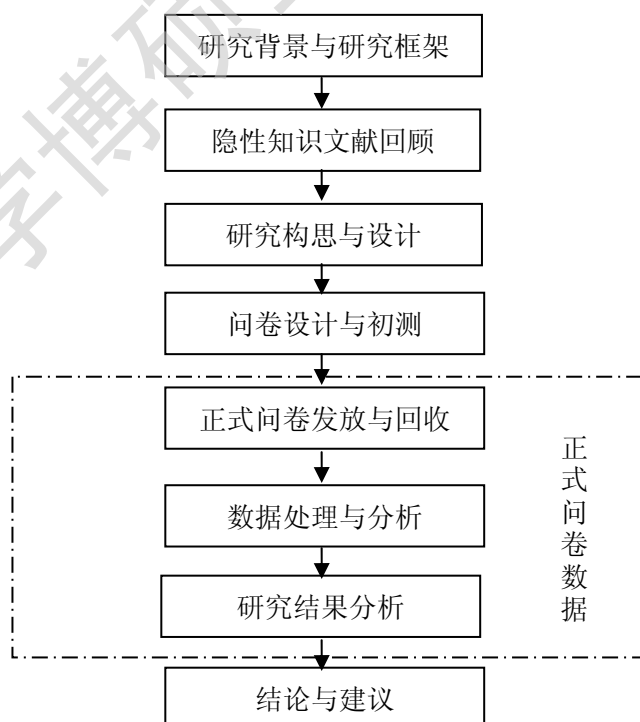 研究背景与研究框架
隐性知识文献回顾
研究构思与设计
问卷设计与初测
正式问卷发放与回收
数据处理与分析
研究结果分析
正式问卷数据
结论与建议
学博硕